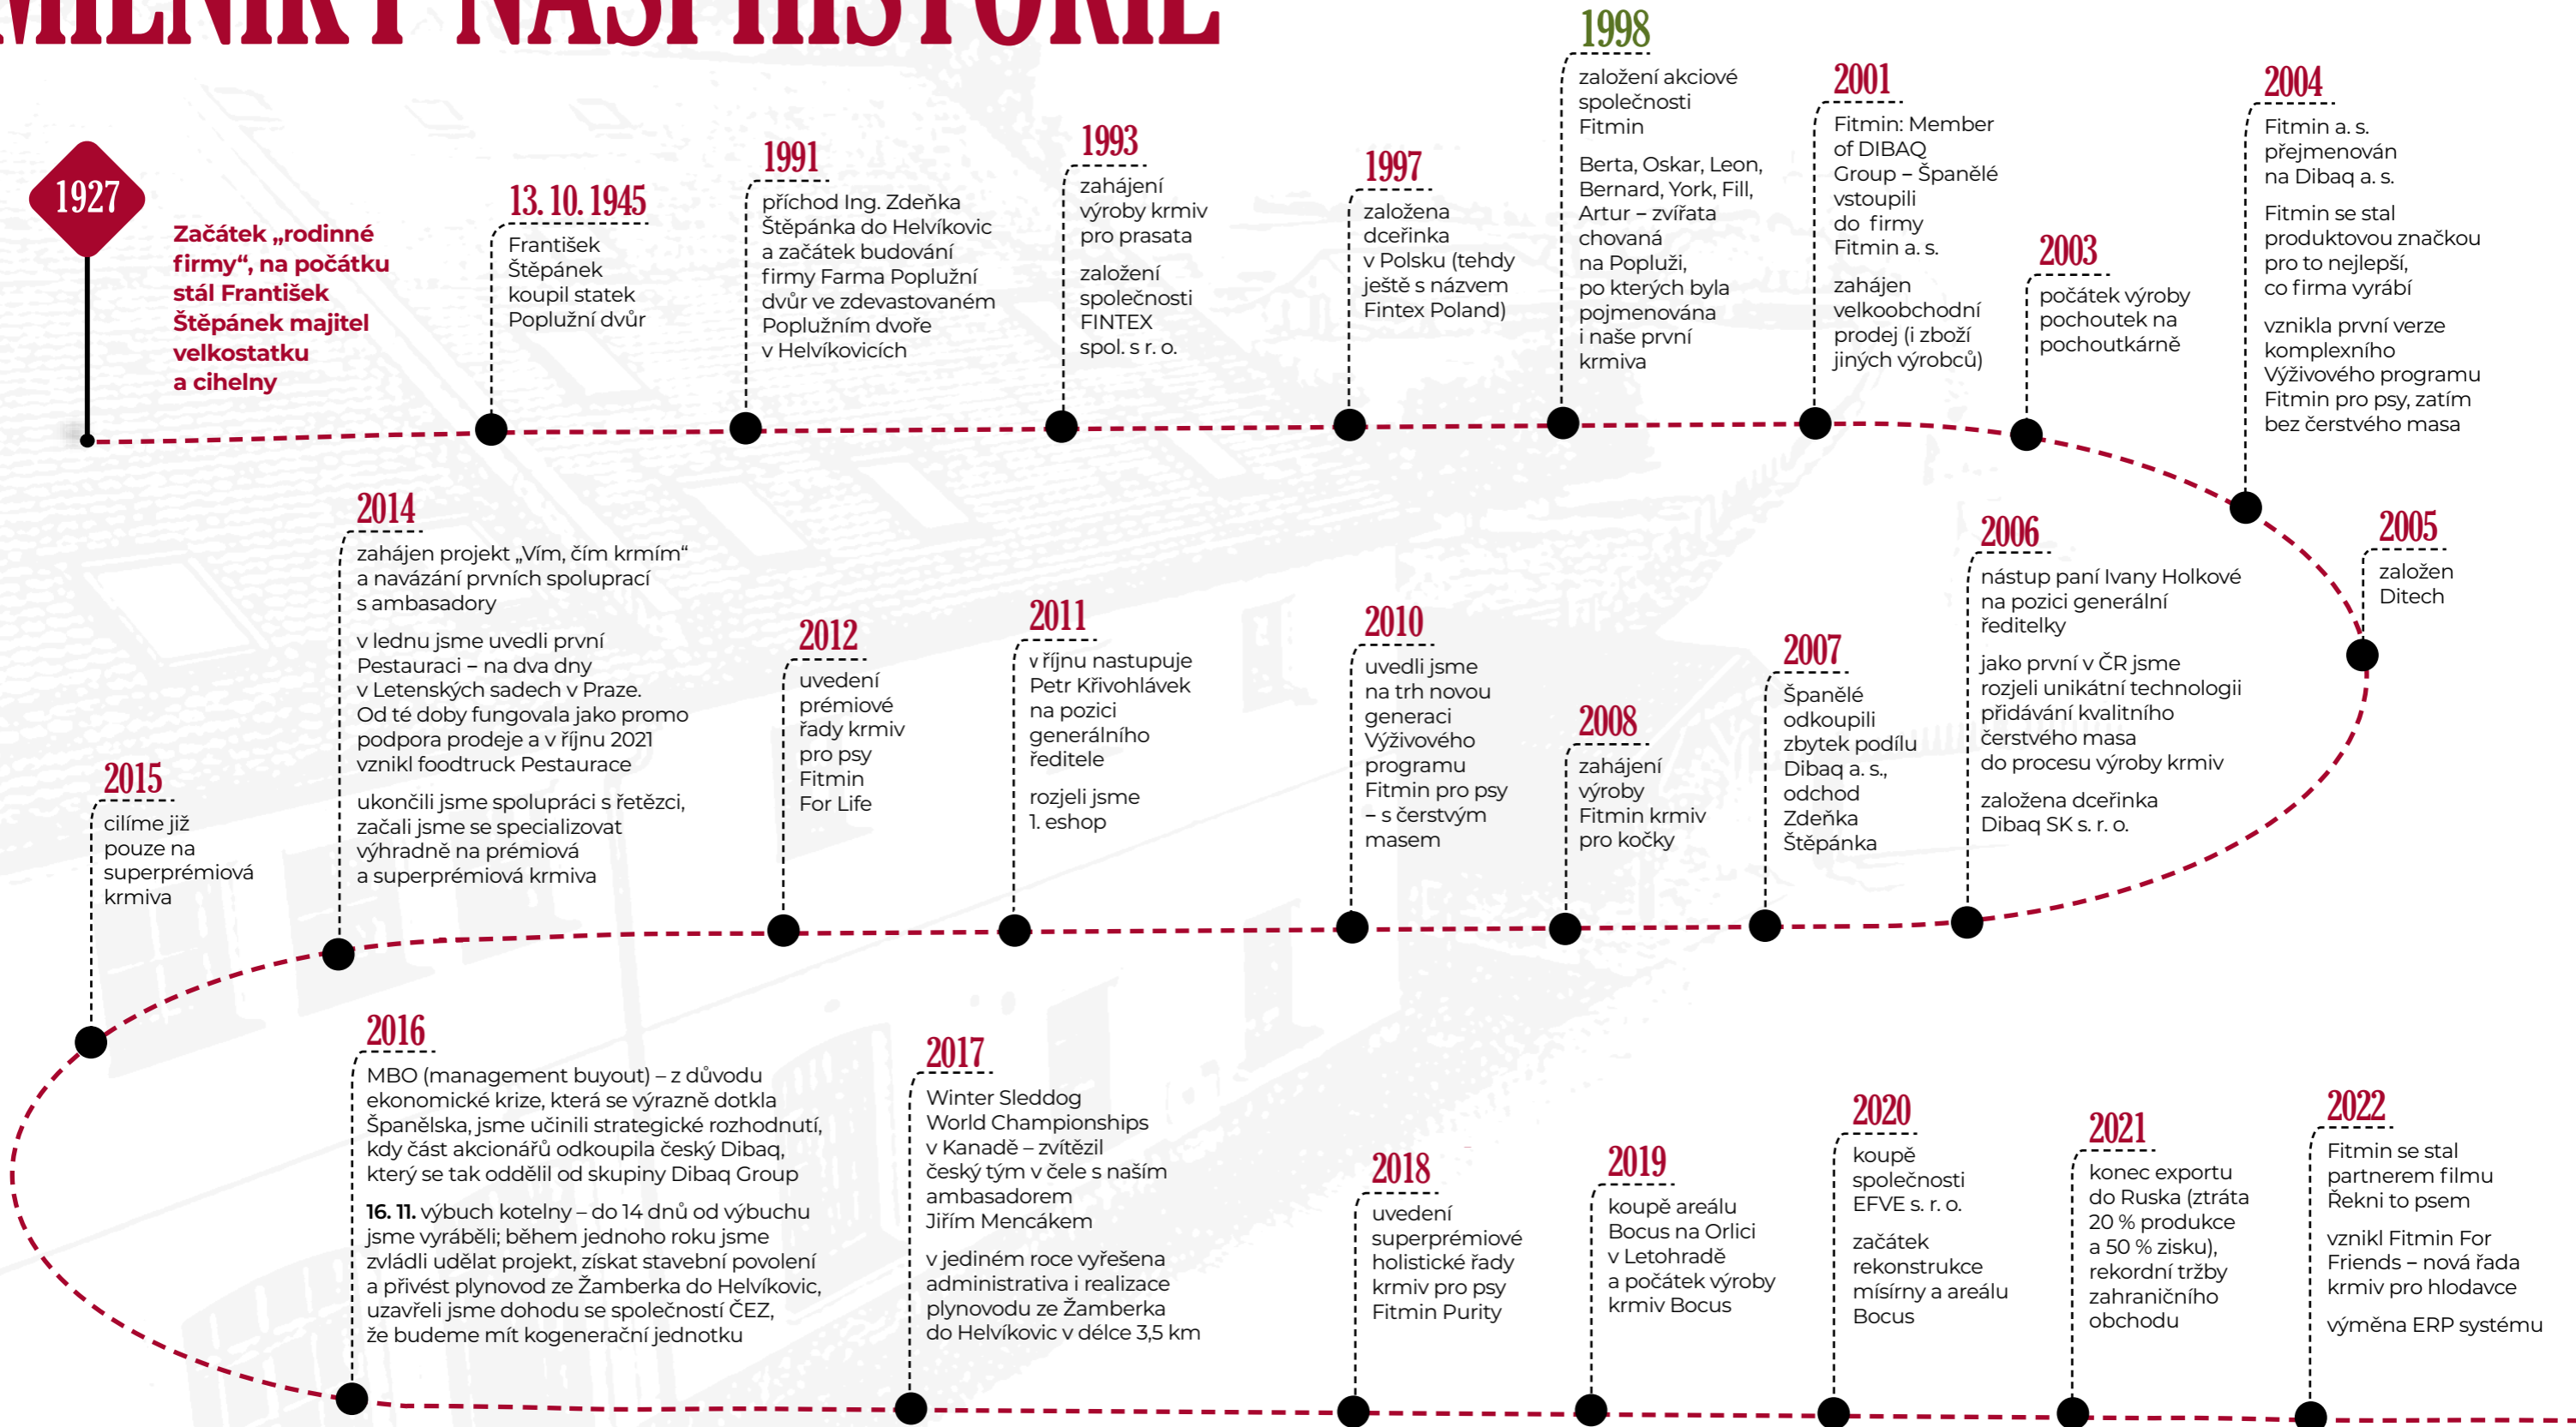 MILNÍKY NAŠÍ HISTORIE
1927
Začátek „rodinné
firmy“, na počátku
stál František
Štěpánek majitel
velkostatku
a cihelny
13. 10. 1945
František
Štěpánek
koupil statek
Poplužní dvůr
1991
příchod Ing. Zdeňka
Štěpánka do Helvíkovic
a začátek budování
firmy Farma Poplužní
dvůr ve zdevastovaném
Poplužním dvoře
v Helvíkovicích
1993
zahájení
výroby krmiv
pro prasata
založení
společnosti
FINTEX
spol. s r. o.
1997
založena
dceřinka
v Polsku (tehdy
ještě s názvem
Fintex Poland)
1998
založení akciové
společnosti
Fitmin
Berta, Oskar, Leon,
Bernard, York, Fill,
Artur – zvířata
chovaná
na Popluži,
po kterých byla
pojmenována
i naše první
krmiva
2001
Fitmin: Member
of DIBAQ
Group – Španělé
vstoupili
do firmy
Fitmin a. s.
zahájen
velkoobchodní
prodej (i zboží
jiných výrobců)
2003
počátek výroby
pochoutek na
pochoutkárně
2004
Fitmin a. s.
přejmenován
na Dibaq a. s.
Fitmin se stal
produktovou značkou
pro to nejlepší,
co firma vyrábí
vznikla první verze
komplexního
Výživového programu
Fitmin pro psy, zatím
bez čerstvého masa
2005
založen
Ditech
2006
nástup paní Ivany Holkové
na pozici generální
ředitelky
jako první v ČR jsme
rozjeli unikátní technologii
přidávání kvalitního
čerstvého masa
do procesu výroby krmiv
založena dceřinka
Dibaq SK s. r. o.
2007
Španělé
odkoupili
zbytek podílu
Dibaq a. s.,
odchod
Zdeňka
Štěpánka
2008
zahájení
výroby
Fitmin krmiv
pro kočky
2010
uvedli jsme
na trh novou
generaci
Výživového
programu
Fitmin pro psy
– s čerstvým
masem
2011
v říjnu nastupuje
Petr Křivohlávek
na pozici
generálního
ředitele
rozjeli jsme
1. eshop
2012
uvedení
prémiové
řady krmiv
pro psy
Fitmin
For Life
2014
zahájen projekt „Vím, čím krmím“
a navázání prvních spoluprací
s ambasadory
v lednu jsme uvedli první
Pestauraci – na dva dny
v Letenských sadech v Praze.
Od té doby fungovala jako promo
podpora prodeje a v říjnu 2021
vznikl foodtruck Pestaurace
ukončili jsme spolupráci s řetězci,
začali jsme se specializovat
výhradně na prémiová
a superprémiová krmiva
2015
cilíme již
pouze na
superprémiová
krmiva
2016
MBO (management buyout) – z důvodu
ekonomické krize, která se výrazně dotkla
Španělska, jsme učinili strategické rozhodnutí,
kdy část akcionářů odkoupila český Dibaq,
který se tak oddělil od skupiny Dibaq Group
16. 11. výbuch kotelny – do 14 dnů od výbuchu
jsme vyráběli; během jednoho roku jsme
zvládli udělat projekt, získat stavební povolení
a přivést plynovod ze Žamberka do Helvíkovic,
uzavřeli jsme dohodu se společností ČEZ,
že budeme mít kogenerační jednotku
2017
Winter Sleddog
World Championships
v Kanadě – zvítězil
český tým v čele s naším
ambasadorem
Jiřím Mencákem
v jediném roce vyřešena
administrativa i realizace
plynovodu ze Žamberka
do Helvíkovic v délce 3,5 km
2018
uvedení
superprémiové
holistické řady
krmiv pro psy
Fitmin Purity
2019
koupě areálu
Bocus na Orlici
v Letohradě
a počátek výroby
krmiv Bocus
2020
koupě
společnosti
EFVE s. r. o.
začátek
rekonstrukce
mísírny a areálu
Bocus
2021
konec exportu
do Ruska (ztráta
20 % produkce
a 50 % zisku),
rekordní tržby
zahraničního
obchodu
2022
Fitmin se stal
partnerem filmu
Řekni to psem
vznikl Fitmin For
Friends – nová řada
krmiv pro hlodavce
výměna ERP systému